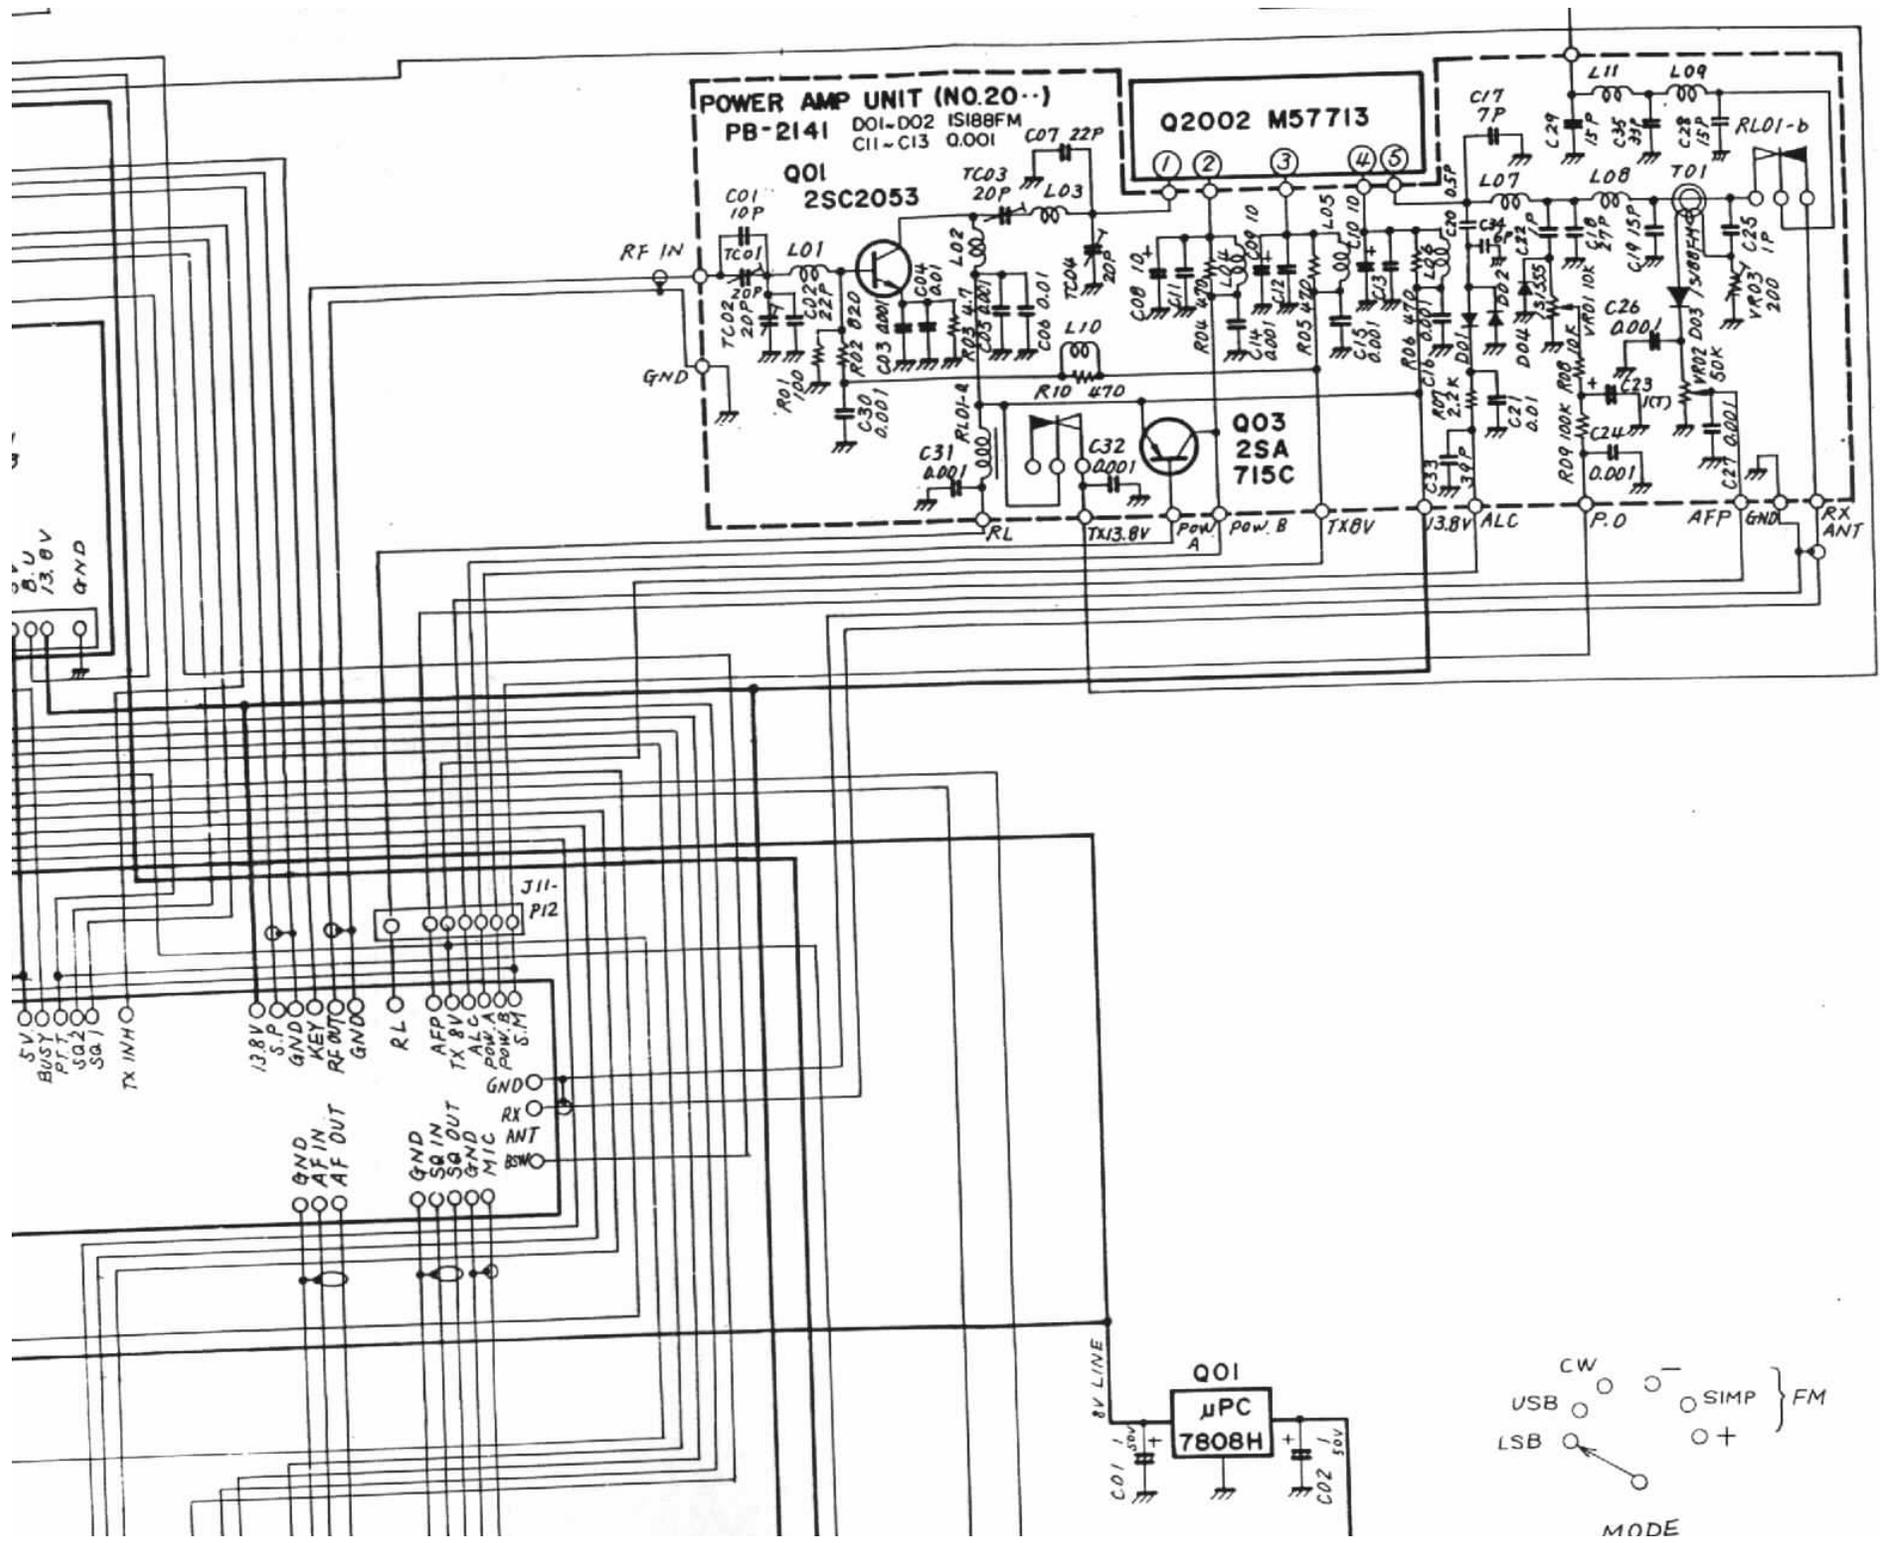 POWER AMP UNIT (NO.20··)
PB-2141
D01~D02 1S188FM
C11~C13 0.001
Q2002 M57713
1
2
3
4
5
Q01
2SC2053
C07 22P
TC03
20P
L03
C01
10P
TC01
20P
L01
RF IN
GND
TC02
20P
C02
22P
R01
100
R02 820
C03 0.001
C04
0.01
R03 4.7
C05 0.001
C06 0.01
L02
TC04
20P
C30
0.001
L10
R10 470
RL01-a
C31
0.001
C32
0.001
Q03
2SA
715C
C08 10
C11
R04 470
L04
C09 10
C12
C14
0.001
R05 470
L05
C10 10
C13
C15
0.001
R06 470
L06
C16 0.001
C20 0.5P
C17
7P
C34
D01
D02
R07
2.2K
C21
0.01
C33
39P
L07
L08
T01
C22
1P
C18
27P
C19 15P
D04 1S1555
VR01 10K
R08 10K
R09 100K
C23
1(T)
C24
0.001
C26
0.001
D03 1S188FM
VR02
50K
C27 0.001
C25
1P
VR03
200
L11
L09
C29
15P
C35
33P
C28
15P
RL01-b
RL
TX13.8V
POW
A
POW. B
TX8V
13.8V
ALC
P.O
AFP
GND
RX
ANT
B.U
13.8V
GND
J11-
P12
5V
BUSY
P.T.T
SQ2
SQ1
TX INH
13.8V
S.P
GND
KEY
RF OUT
GND
RL
AFP
TX 8V
ALC
POW. A
POW. B
S.M
GND
RX
ANT
BSW
GND
AF IN
AF OUT
GND
SQ IN
SQ OUT
GND
MIC
8V LINE
Q01
μPC
7808H
C01 1
50V
+
+
C02 1
50V
CW
−
USB
SIMP
FM
LSB
+
MODE